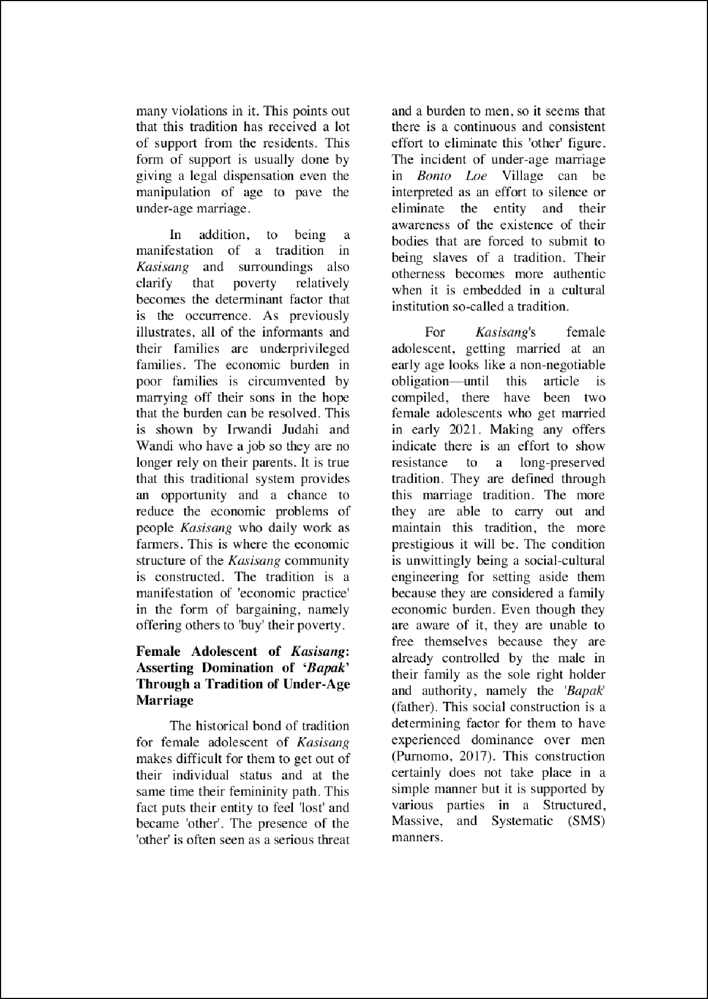 many violations in it. This points out
that this tradition has received a lot
of support from the residents. This
form of support is usually done by
giving a legal dispensation even the
manipulation of age to pave the
under-age marriage.
In addition, to being a
manifestation of a tradition in
Kasisang and surroundings also
clarify that poverty relatively
becomes the determinant factor that
is the occurrence. As previously
illustrates, all of the informants and
their families are underprivileged
families. The economic burden in
poor families is circumvented by
marrying off their sons in the hope
that the burden can be resolved. This
is shown by Irwandi Judahi and
Wandi who have a job so they are no
longer rely on their parents. It is true
that this traditional system provides
an opportunity and a chance to
reduce the economic problems of
people Kasisang who daily work as
farmers. This is where the economic
structure of the Kasisang community
is constructed. The tradition is a
manifestation of 'economic practice'
in the form of bargaining, namely
offering others to 'buy' their poverty.
Female Adolescent of Kasisang:
Asserting Domination of ‘Bapak’
Through a Tradition of Under-Age
Marriage
The historical bond of tradition
for female adolescent of Kasisang
makes difficult for them to get out of
their individual status and at the
same time their femininity path. This
fact puts their entity to feel 'lost' and
became 'other'. The presence of the
'other' is often seen as a serious threat
and a burden to men, so it seems that
there is a continuous and consistent
effort to eliminate this 'other' figure.
The incident of under-age marriage
in Bonto Loe Village can be
interpreted as an effort to silence or
eliminate the entity and their
awareness of the existence of their
bodies that are forced to submit to
being slaves of a tradition. Their
otherness becomes more authentic
when it is embedded in a cultural
institution so-called a tradition.
For Kasisang's female
adolescent, getting married at an
early age looks like a non-negotiable
obligation—until this article is
compiled, there have been two
female adolescents who get married
in early 2021. Making any offers
indicate there is an effort to show
resistance to a long-preserved
tradition. They are defined through
this marriage tradition. The more
they are able to carry out and
maintain this tradition, the more
prestigious it will be. The condition
is unwittingly being a social-cultural
engineering for setting aside them
because they are considered a family
economic burden. Even though they
are aware of it, they are unable to
free themselves because they are
already controlled by the male in
their family as the sole right holder
and authority, namely the 'Bapak'
(father). This social construction is a
determining factor for them to have
experienced dominance over men
(Purnomo, 2017). This construction
certainly does not take place in a
simple manner but it is supported by
various parties in a Structured,
Massive, and Systematic (SMS)
manners.